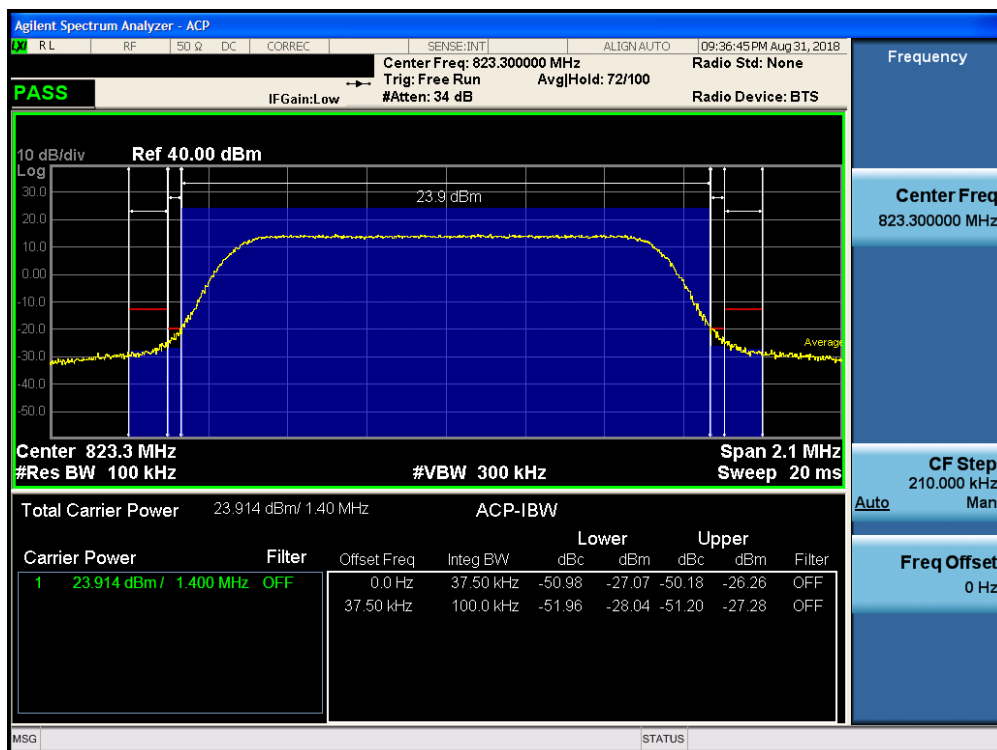 Agilent Spectrum Analyzer - ACP
LXI RL RF 50 Ω DC CORREC SENSE:INT ALIGN AUTO 09:36:45 PM Aug 31, 2018
Frequency
Center Freq: 823.300000 MHz Radio Std: None
Trig: Free Run Avg|Hold: 72/100
PASS IFGain:Low #Atten: 34 dB Radio Device: BTS
10 dB/div Ref 40.00 dBm
Log
30.0
23.9 dBm
20.0
10.0
0.00
-10.0
-20.0
-30.0
-40.0
-50.0
Average
Center Freq
823.300000 MHz
Center 823.3 MHz Span 2.1 MHz
#Res BW 100 kHz #VBW 300 kHz Sweep 20 ms
CF Step
210.000 kHz
Auto Man
Total Carrier Power 23.914 dBm/ 1.40 MHz ACP-IBW
Lower Upper
Carrier Power Filter Offset Freq Integ BW dBc dBm dBc dBm Filter
1 23.914 dBm / 1.400 MHz OFF 0.0 Hz 37.50 kHz -50.98 -27.07 -50.18 -26.26 OFF
37.50 kHz 100.0 kHz -51.96 -28.04 -51.20 -27.28 OFF
Freq Offset
0 Hz
MSG STATUS